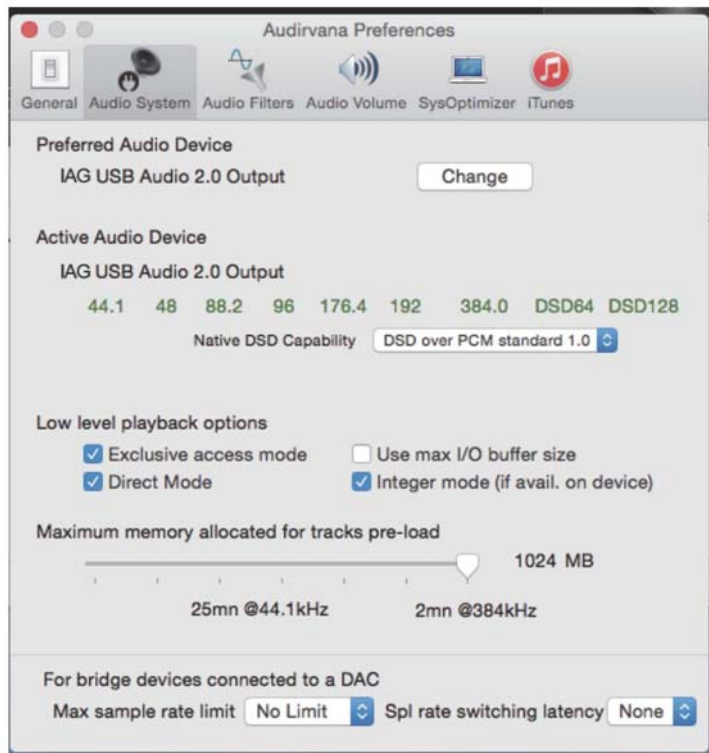 Audirvana Preferences
General Audio System Audio Filters Audio Volume SysOptimizer iTunes
Preferred Audio Device
IAG USB Audio 2.0 Output Change
Active Audio Device
IAG USB Audio 2.0 Output
44.1 48 88.2 96 176.4 192 384.0 DSD64 DSD128
Native DSD Capability DSD over PCM standard 1.0
Low level playback options
Exclusive access mode Use max I/O buffer size
Direct Mode Integer mode (if avail. on device)
Maximum memory allocated for tracks pre-load
1024 MB
25mn @44.1kHz 2mn @384kHz
For bridge devices connected to a DAC
Max sample rate limit No Limit Spl rate switching latency None